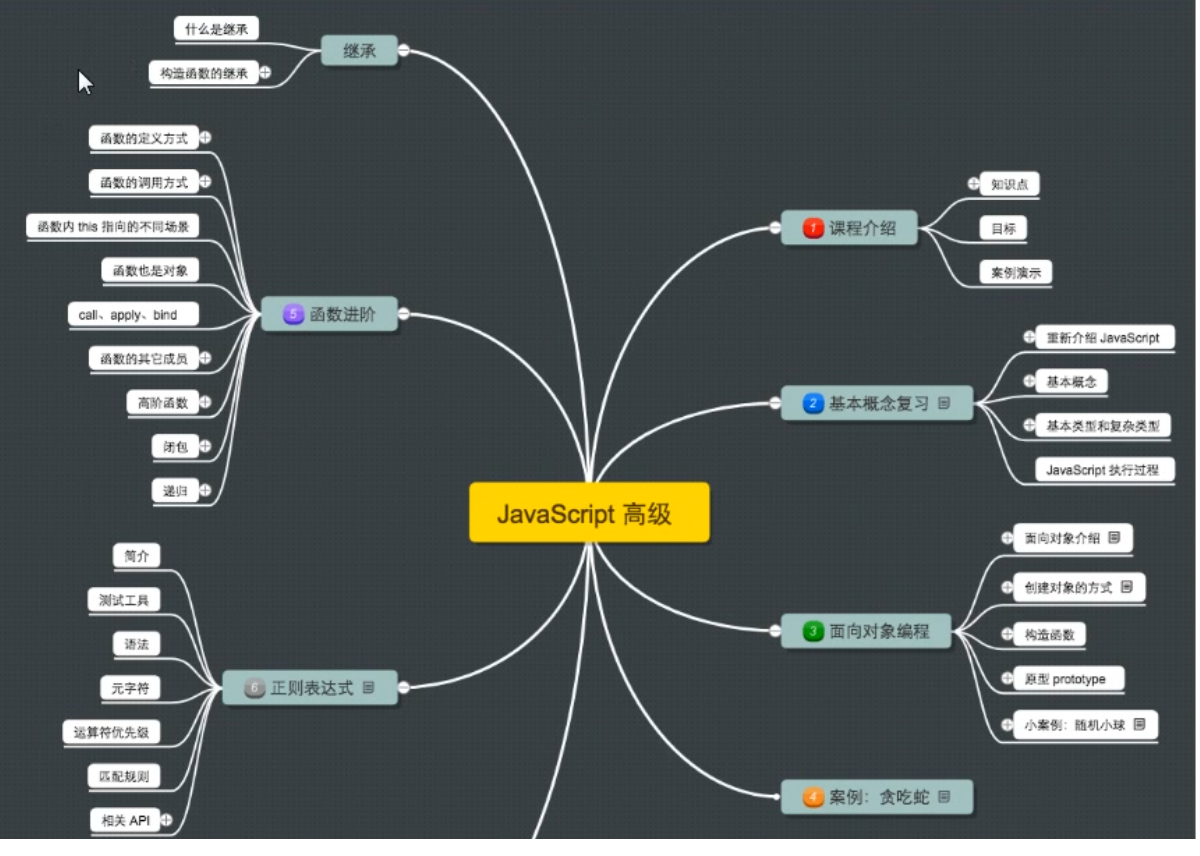 JavaScript 高级
1 课程介绍
知识点
目标
案例演示
2 基本概念复习
重新介绍 JavaScript
基本概念
基本类型和复杂类型
JavaScript 执行过程
3 面向对象编程
面向对象介绍
创建对象的方式
构造函数
原型 prototype
小案例：随机小球
4 案例：贪吃蛇
继承
什么是继承
构造函数的继承
5 函数进阶
函数的定义方式
函数的调用方式
函数内 this 指向的不同场景
函数也是对象
call、apply、bind
函数的其它成员
高阶函数
闭包
递归
6 正则表达式
简介
测试工具
语法
元字符
运算符优先级
匹配规则
相关 API